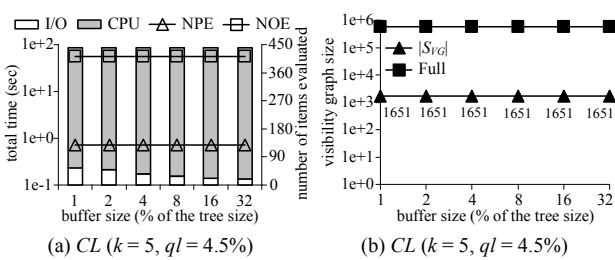 I/O CPU NPE NOE
total time (sec)
1e+2
1e+1
1e+0
1e-1
450
360
270
180
90
0
number of items evaluated
1 2 4 8 16 32
buffer size (% of the tree size)
(a) CL (k = 5, ql = 4.5%)
visibility graph size
1e+6
1e+5
1e+4
1e+3
1e+2
1e+1
1e+0
|SVG|
Full
1651 1651 1651 1651 1651 1651
1 2 4 8 16 32
buffer size (% of the tree size)
(b) CL (k = 5, ql = 4.5%)